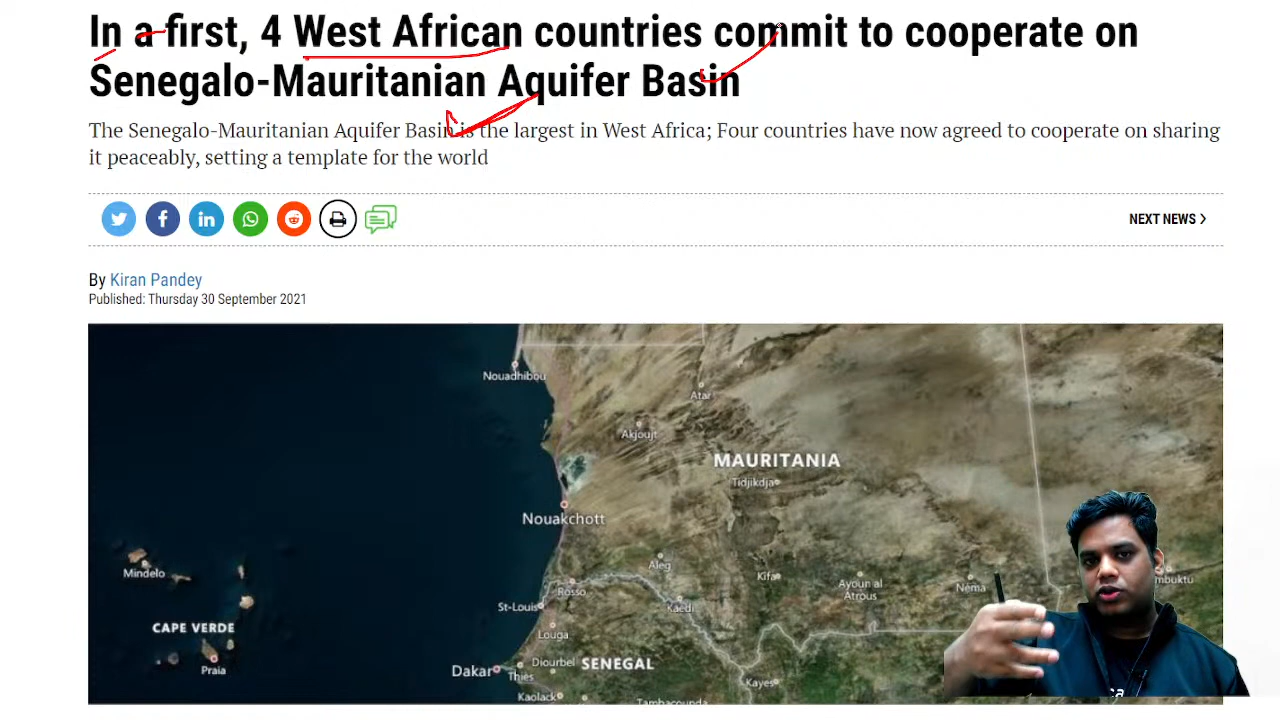 In a first, 4 West African countries commit to cooperate on
Senegalo-Mauritanian Aquifer Basin
The Senegalo-Mauritanian Aquifer Basin is the largest in West Africa; Four countries have now agreed to cooperate on sharing
it peaceably, setting a template for the world
NEXT NEWS
By Kiran Pandey
Published: Thursday 30 September 2021
Nouadhibou
Atar
Akjoujt
MAURITANIA
Tidjikdja
Nouakchott
Mindelo
Aleg
Kifa
Ayoun al
Atrous
Néma
mbuktu
Rosso
St-Louis
Kaedi
CAPE VERDE
Louga
Praia
Dakar
Thies
Diourbel
SENEGAL
Kayes
Kaolack
Tambacounda